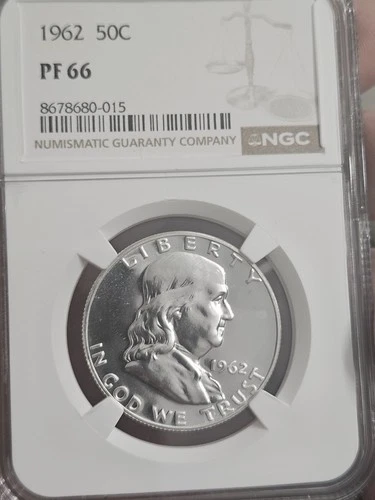 1962 50C
PF 66
8678680-015
NUMISMATIC GUARANTY COMPANY
NGC
LIBERTY
1962
IN GOD WE TRUST